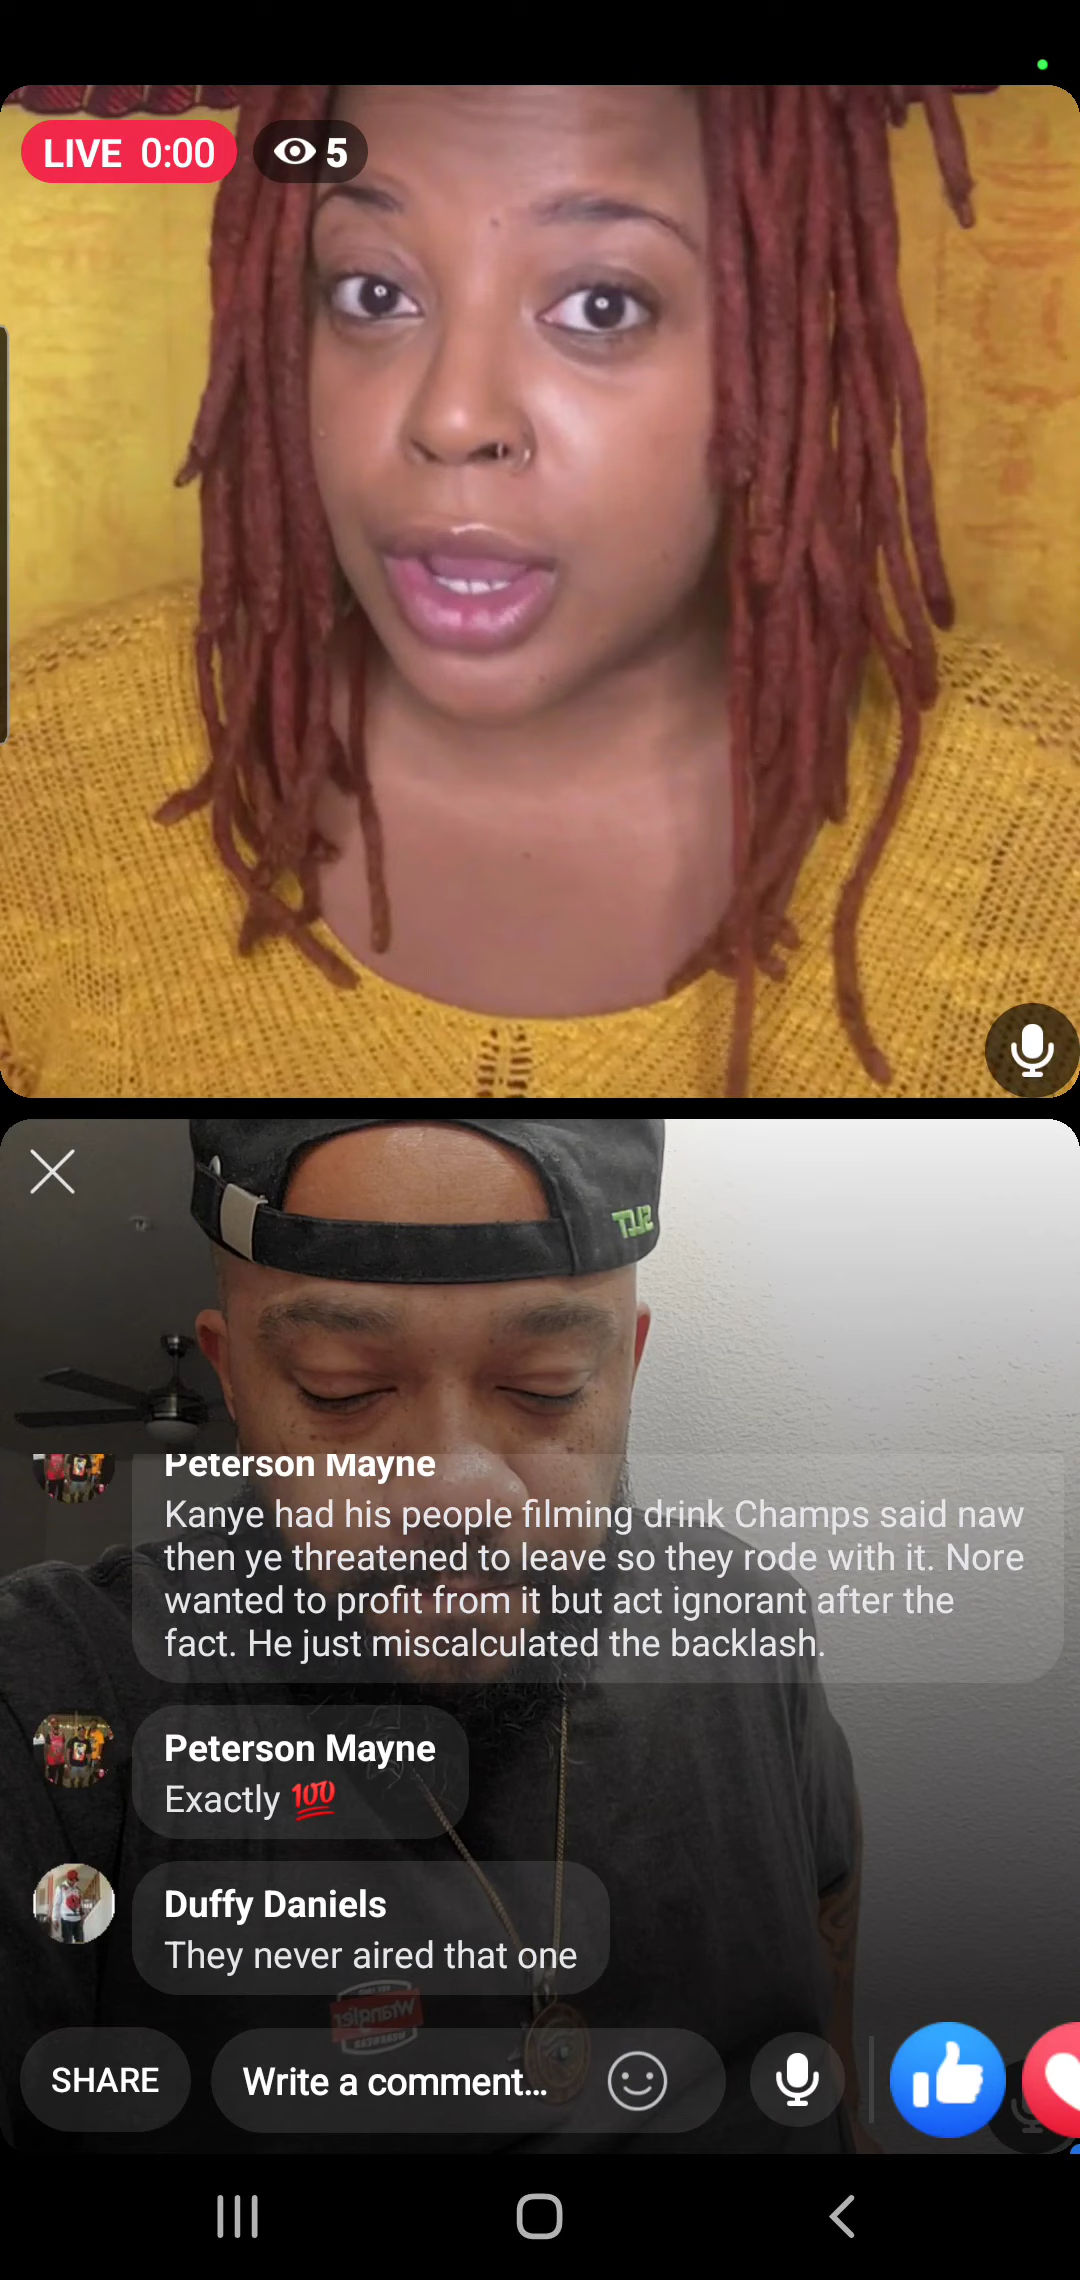 LIVE 0:00 5
Peterson Mayne
Kanye had his people filming drink Champs said naw
then ye threatened to leave so they rode with it. Nore
wanted to profit from it but act ignorant after the
fact. He just miscalculated the backlash.
Peterson Mayne
Exactly 💯
Duffy Daniels
They never aired that one
Wrangler
SHARE Write a comment...